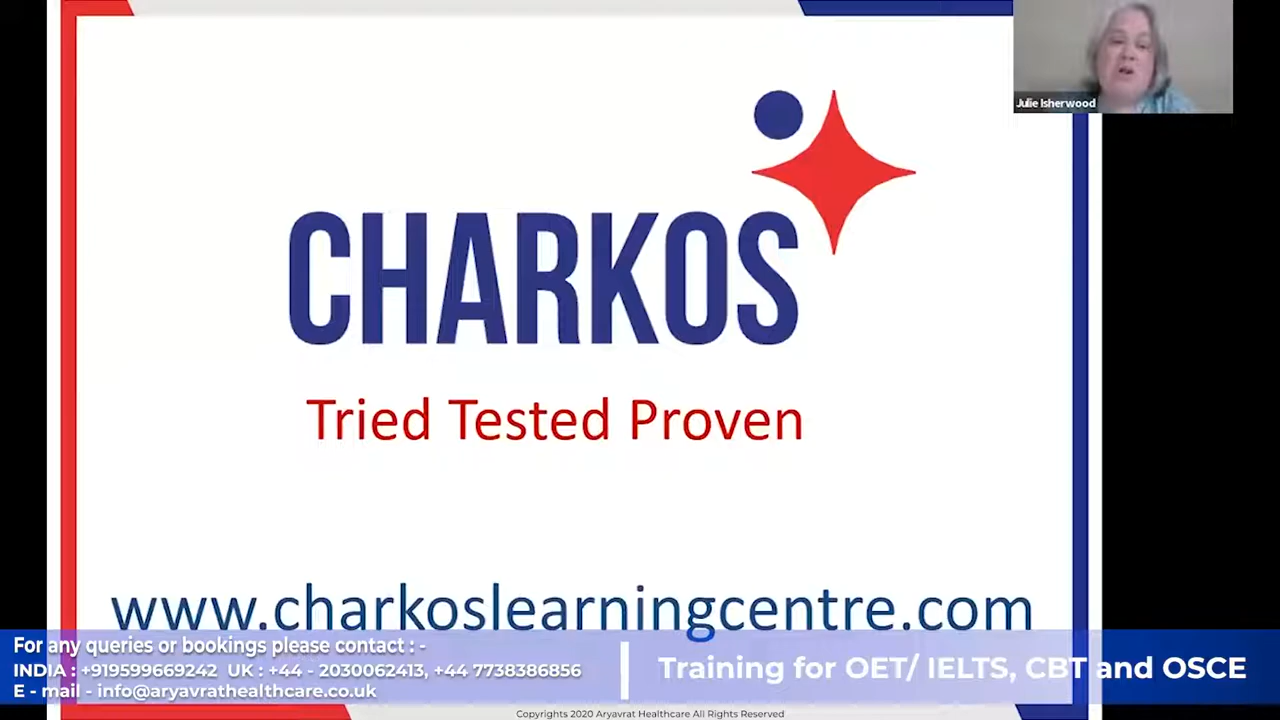 Julie Isherwood
CHARKOS
Tried Tested Proven
www.charkoslearningcentre.com
For any queries or bookings please contact : -
INDIA : +919599669242 UK : +44 - 2030062413, +44 7738386856
E - mail - info@aryavrathealthcare.co.uk
Training for OET/ IELTS, CBT and OSCE
Copyrights 2020 Aryavrat Healthcare All Rights Reserved